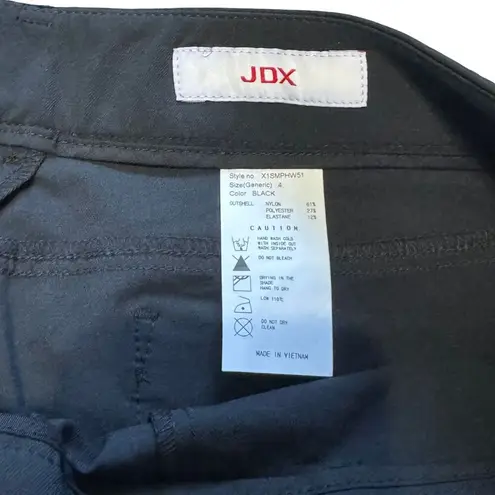 JDX
Style no. X1SMPHW51
Size(Generic) 4
Color BLACK
OUTSHELL NYLON 61%
POLYESTER 27%
ELASTANE 12%
CAUTION
HAND WASH COLD
WITH INSIDE OUT
WASH SEPARATELY
DO NOT BLEACH
DRYING IN THE
SHADE
HANG TO DRY
LOW 110℃
DO NOT DRY
CLEAN
MADE IN VIETNAM